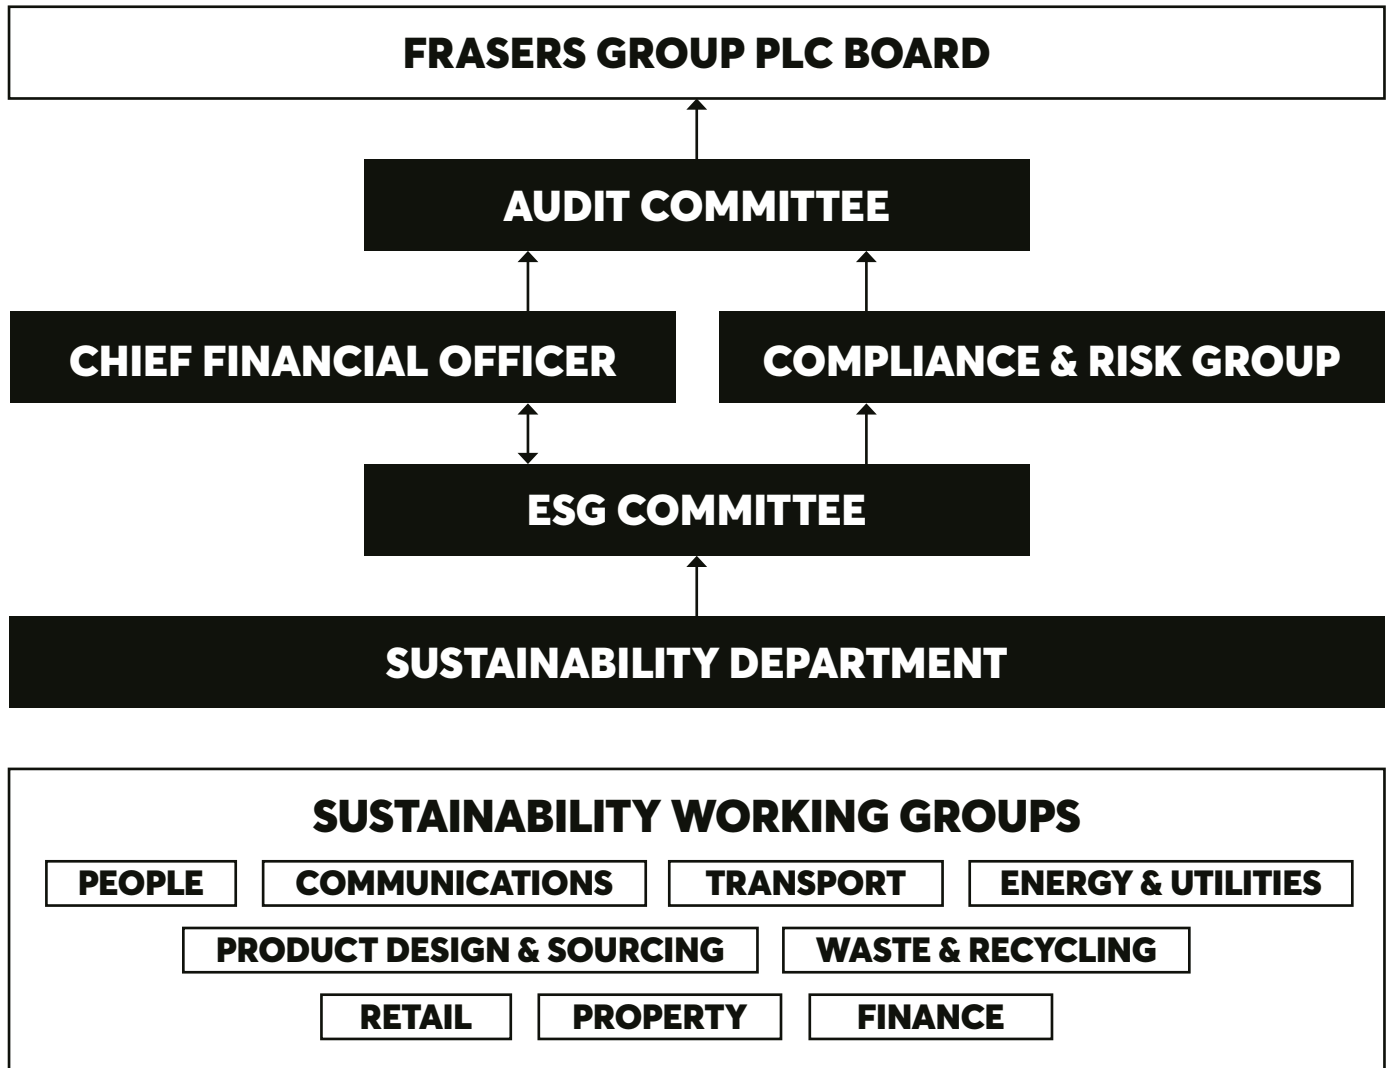 FRASERS GROUP PLC BOARD
AUDIT COMMITTEE
CHIEF FINANCIAL OFFICER
COMPLIANCE & RISK GROUP
ESG COMMITTEE
SUSTAINABILITY DEPARTMENT
SUSTAINABILITY WORKING GROUPS
PEOPLE
COMMUNICATIONS
TRANSPORT
ENERGY & UTILITIES
PRODUCT DESIGN & SOURCING
WASTE & RECYCLING
RETAIL
PROPERTY
FINANCE